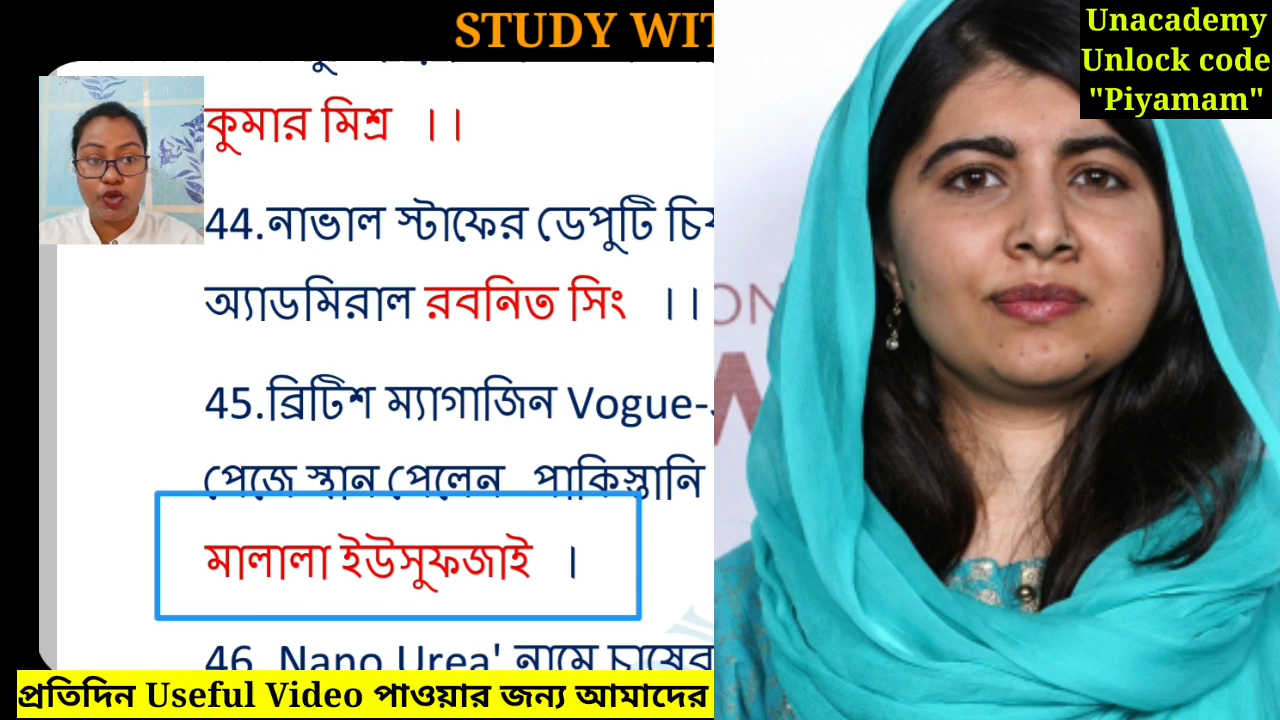 STUDY WIT
Unacademy
Unlock code
"Piyamam"
কুমার মিশ্র ।।
44.নাভাল স্টাফের ডেপুটি
অ্যাডমিরাল রবনিত সিং ।।
45.ব্রিটিশ ম্যাগাজিন Vogue-
পেজে স্থান পেলেন পাকিস্তানি
মালালা ইউসুফজাই ।
46. Nano Urea' নামে চাষের
প্রতিদিন Useful Video পাওয়ার জন্য আমাদের